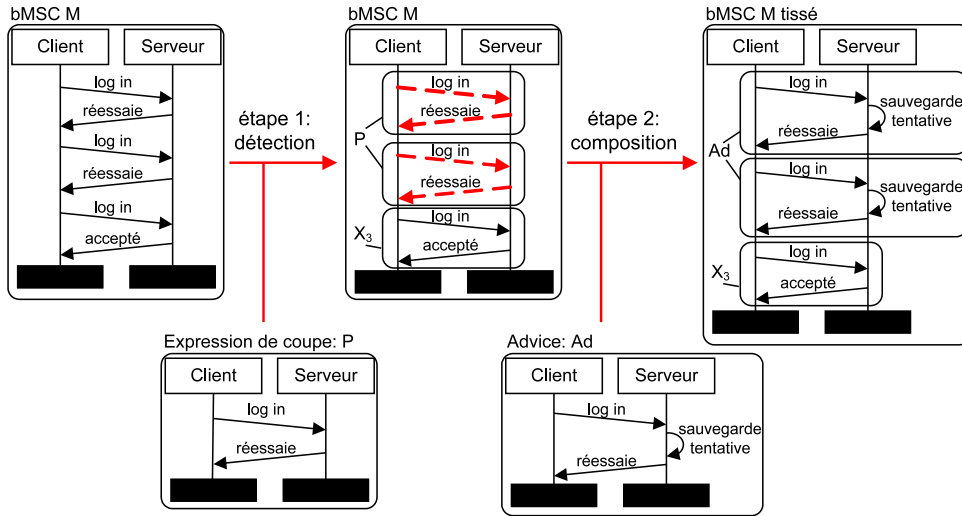 bMSC M
Client Serveur
log in
réessaie
log in
réessaie
log in
accepté
étape 1:
détection
bMSC M
Client Serveur
log in
réessaie
P
log in
réessaie
log in
X3
accepté
étape 2:
composition
bMSC M tissé
Client Serveur
log in
sauvegarde
tentative
réessaie
Ad
log in
sauvegarde
tentative
réessaie
log in
X3
accepté
Expression de coupe: P
Client Serveur
log in
réessaie
Advice: Ad
Client Serveur
log in
sauvegarde
tentative
réessaie